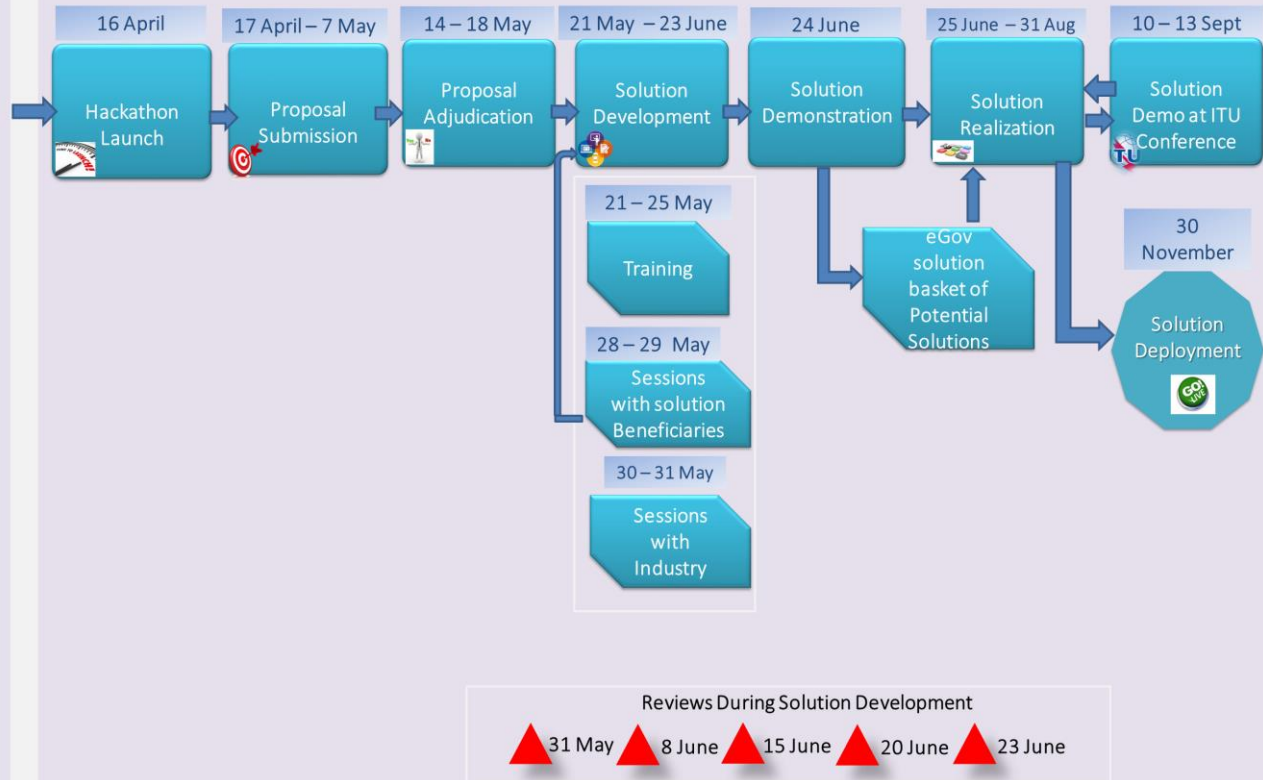 16 April
17 April – 7 May
14 – 18 May
21 May – 23 June
24 June
25 June – 31 Aug
10 – 13 Sept
Hackathon
Launch
Proposal
Submission
Proposal
Adjudication
Solution
Development
Solution
Demonstration
Solution
Realization
Solution
Demo at ITU
Conference
21 – 25 May
Training
28 – 29 May
Sessions
with solution
Beneficiaries
30 – 31 May
Sessions
with
Industry
eGov
solution
basket of
Potential
Solutions
30
November
Solution
Deployment
GO!
LIVE
Reviews During Solution Development
31 May
8 June
15 June
20 June
23 June